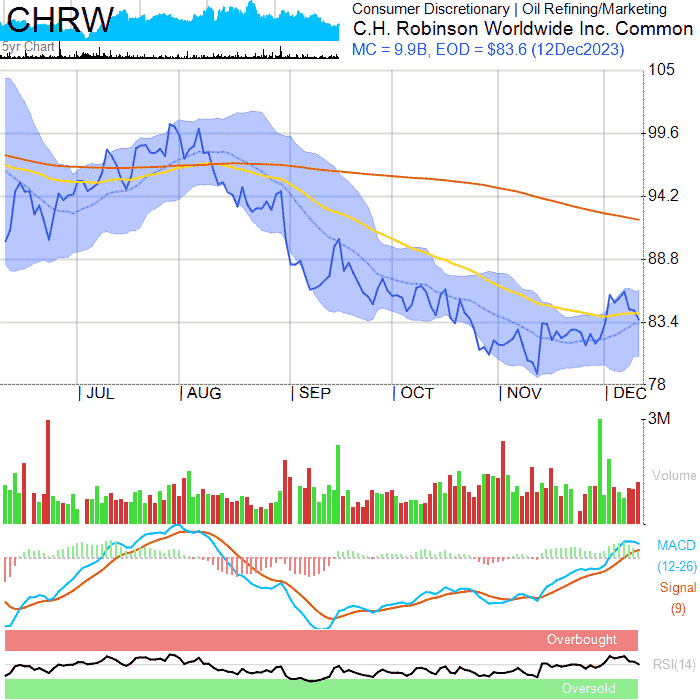 CHRW
Consumer Discretionary | Oil Refining/Marketing
C.H. Robinson Worldwide Inc. Common
MC = 9.9B, EOD = $83.6 (12Dec2023)
5yr Chart
105
99.6
94.2
88.8
83.4
78
| JUL | AUG | SEP | OCT | NOV | DEC
3M
Volume
MACD
(12-26)
Signal
(9)
Overbought
RSI(14)
Oversold